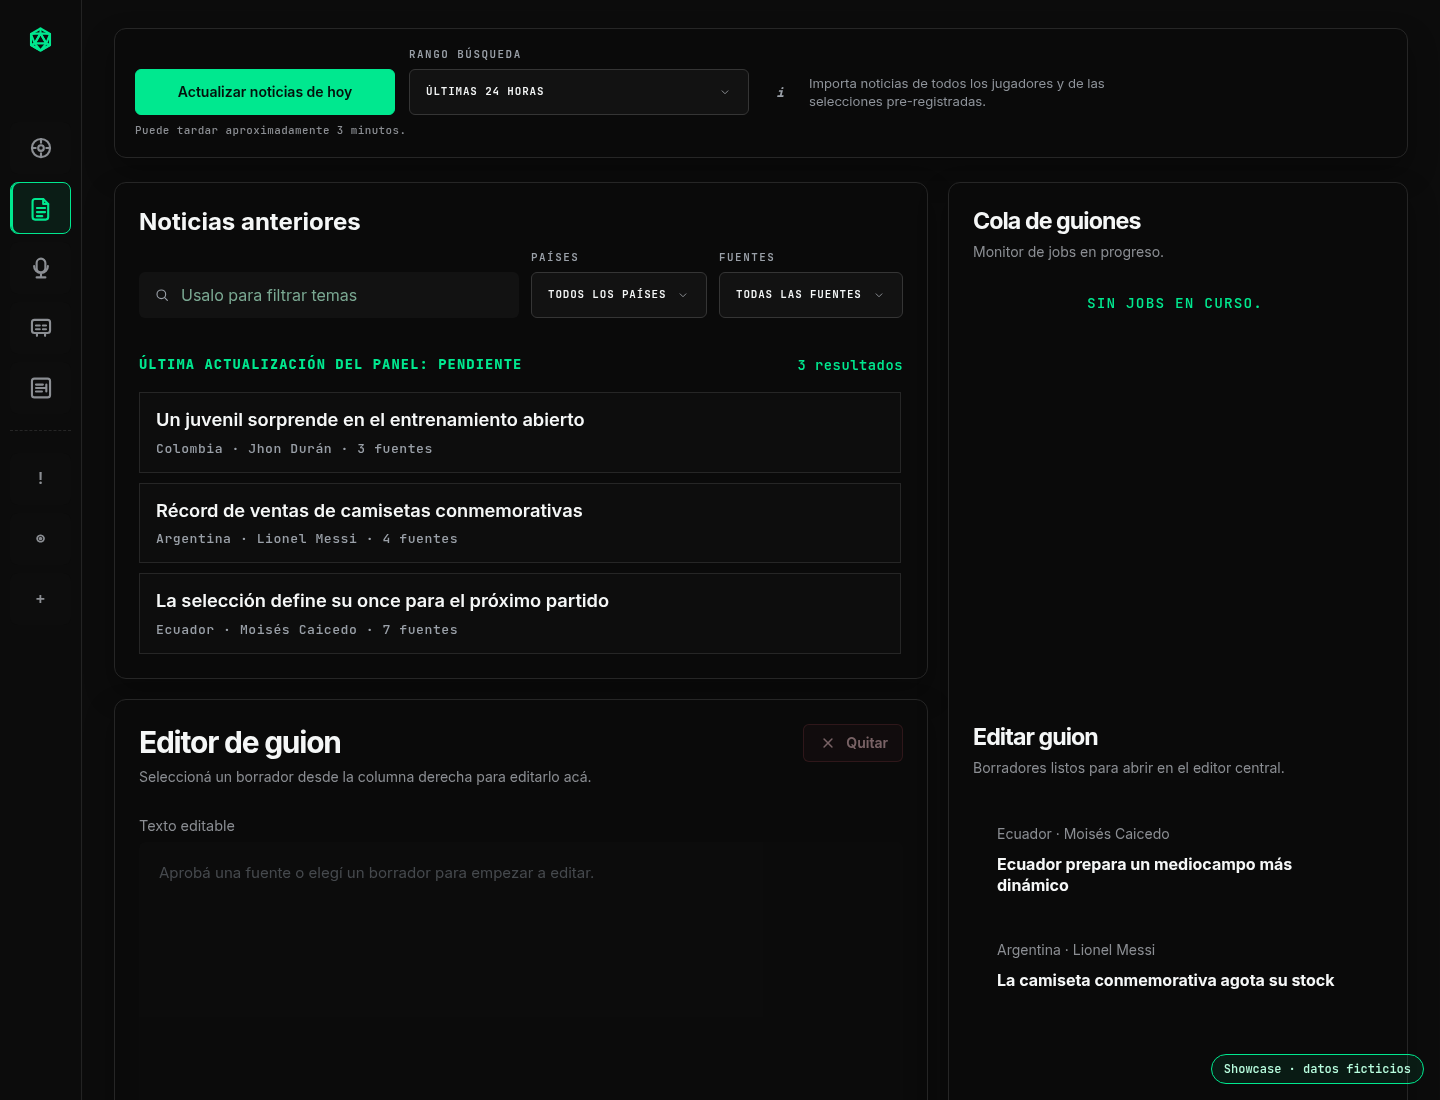 RANGO BÚSQUEDA
Actualizar noticias de hoy
ÚLTIMAS 24 HORAS
i
Importa noticias de todos los jugadores y de las
selecciones pre-registradas.
Puede tardar aproximadamente 3 minutos.
Noticias anteriores
PAÍSES
FUENTES
Usalo para filtrar temas
TODOS LOS PAÍSES
TODAS LAS FUENTES
ÚLTIMA ACTUALIZACIÓN DEL PANEL: PENDIENTE
3 resultados
Un juvenil sorprende en el entrenamiento abierto
Colombia · Jhon Durán · 3 fuentes
Récord de ventas de camisetas conmemorativas
Argentina · Lionel Messi · 4 fuentes
La selección define su once para el próximo partido
Ecuador · Moisés Caicedo · 7 fuentes
Cola de guiones
Monitor de jobs en progreso.
SIN JOBS EN CURSO.
!
+
Editor de guion
Quitar
Seleccioná un borrador desde la columna derecha para editarlo acá.
Texto editable
Aprobá una fuente o elegí un borrador para empezar a editar.
Editar guion
Borradores listos para abrir en el editor central.
Ecuador · Moisés Caicedo
Ecuador prepara un mediocampo más
dinámico
Argentina · Lionel Messi
La camiseta conmemorativa agota su stock
Showcase · datos ficticios